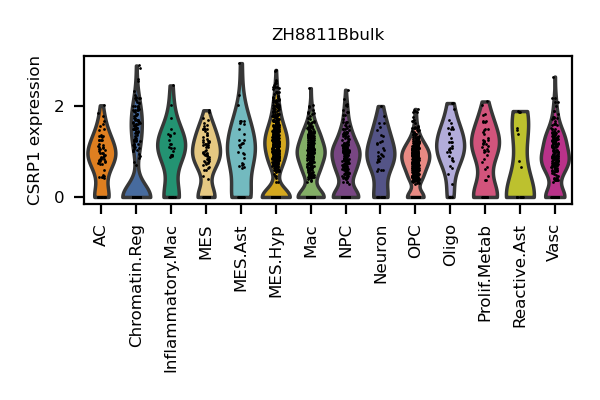 ZH8811Bbulk
CSRP1 expression
2
0
AC
Chromatin.Reg
Inflammatory.Mac
MES
MES.Ast
MES.Hyp
Mac
NPC
Neuron
OPC
Oligo
Prolif.Metab
Reactive.Ast
Vasc